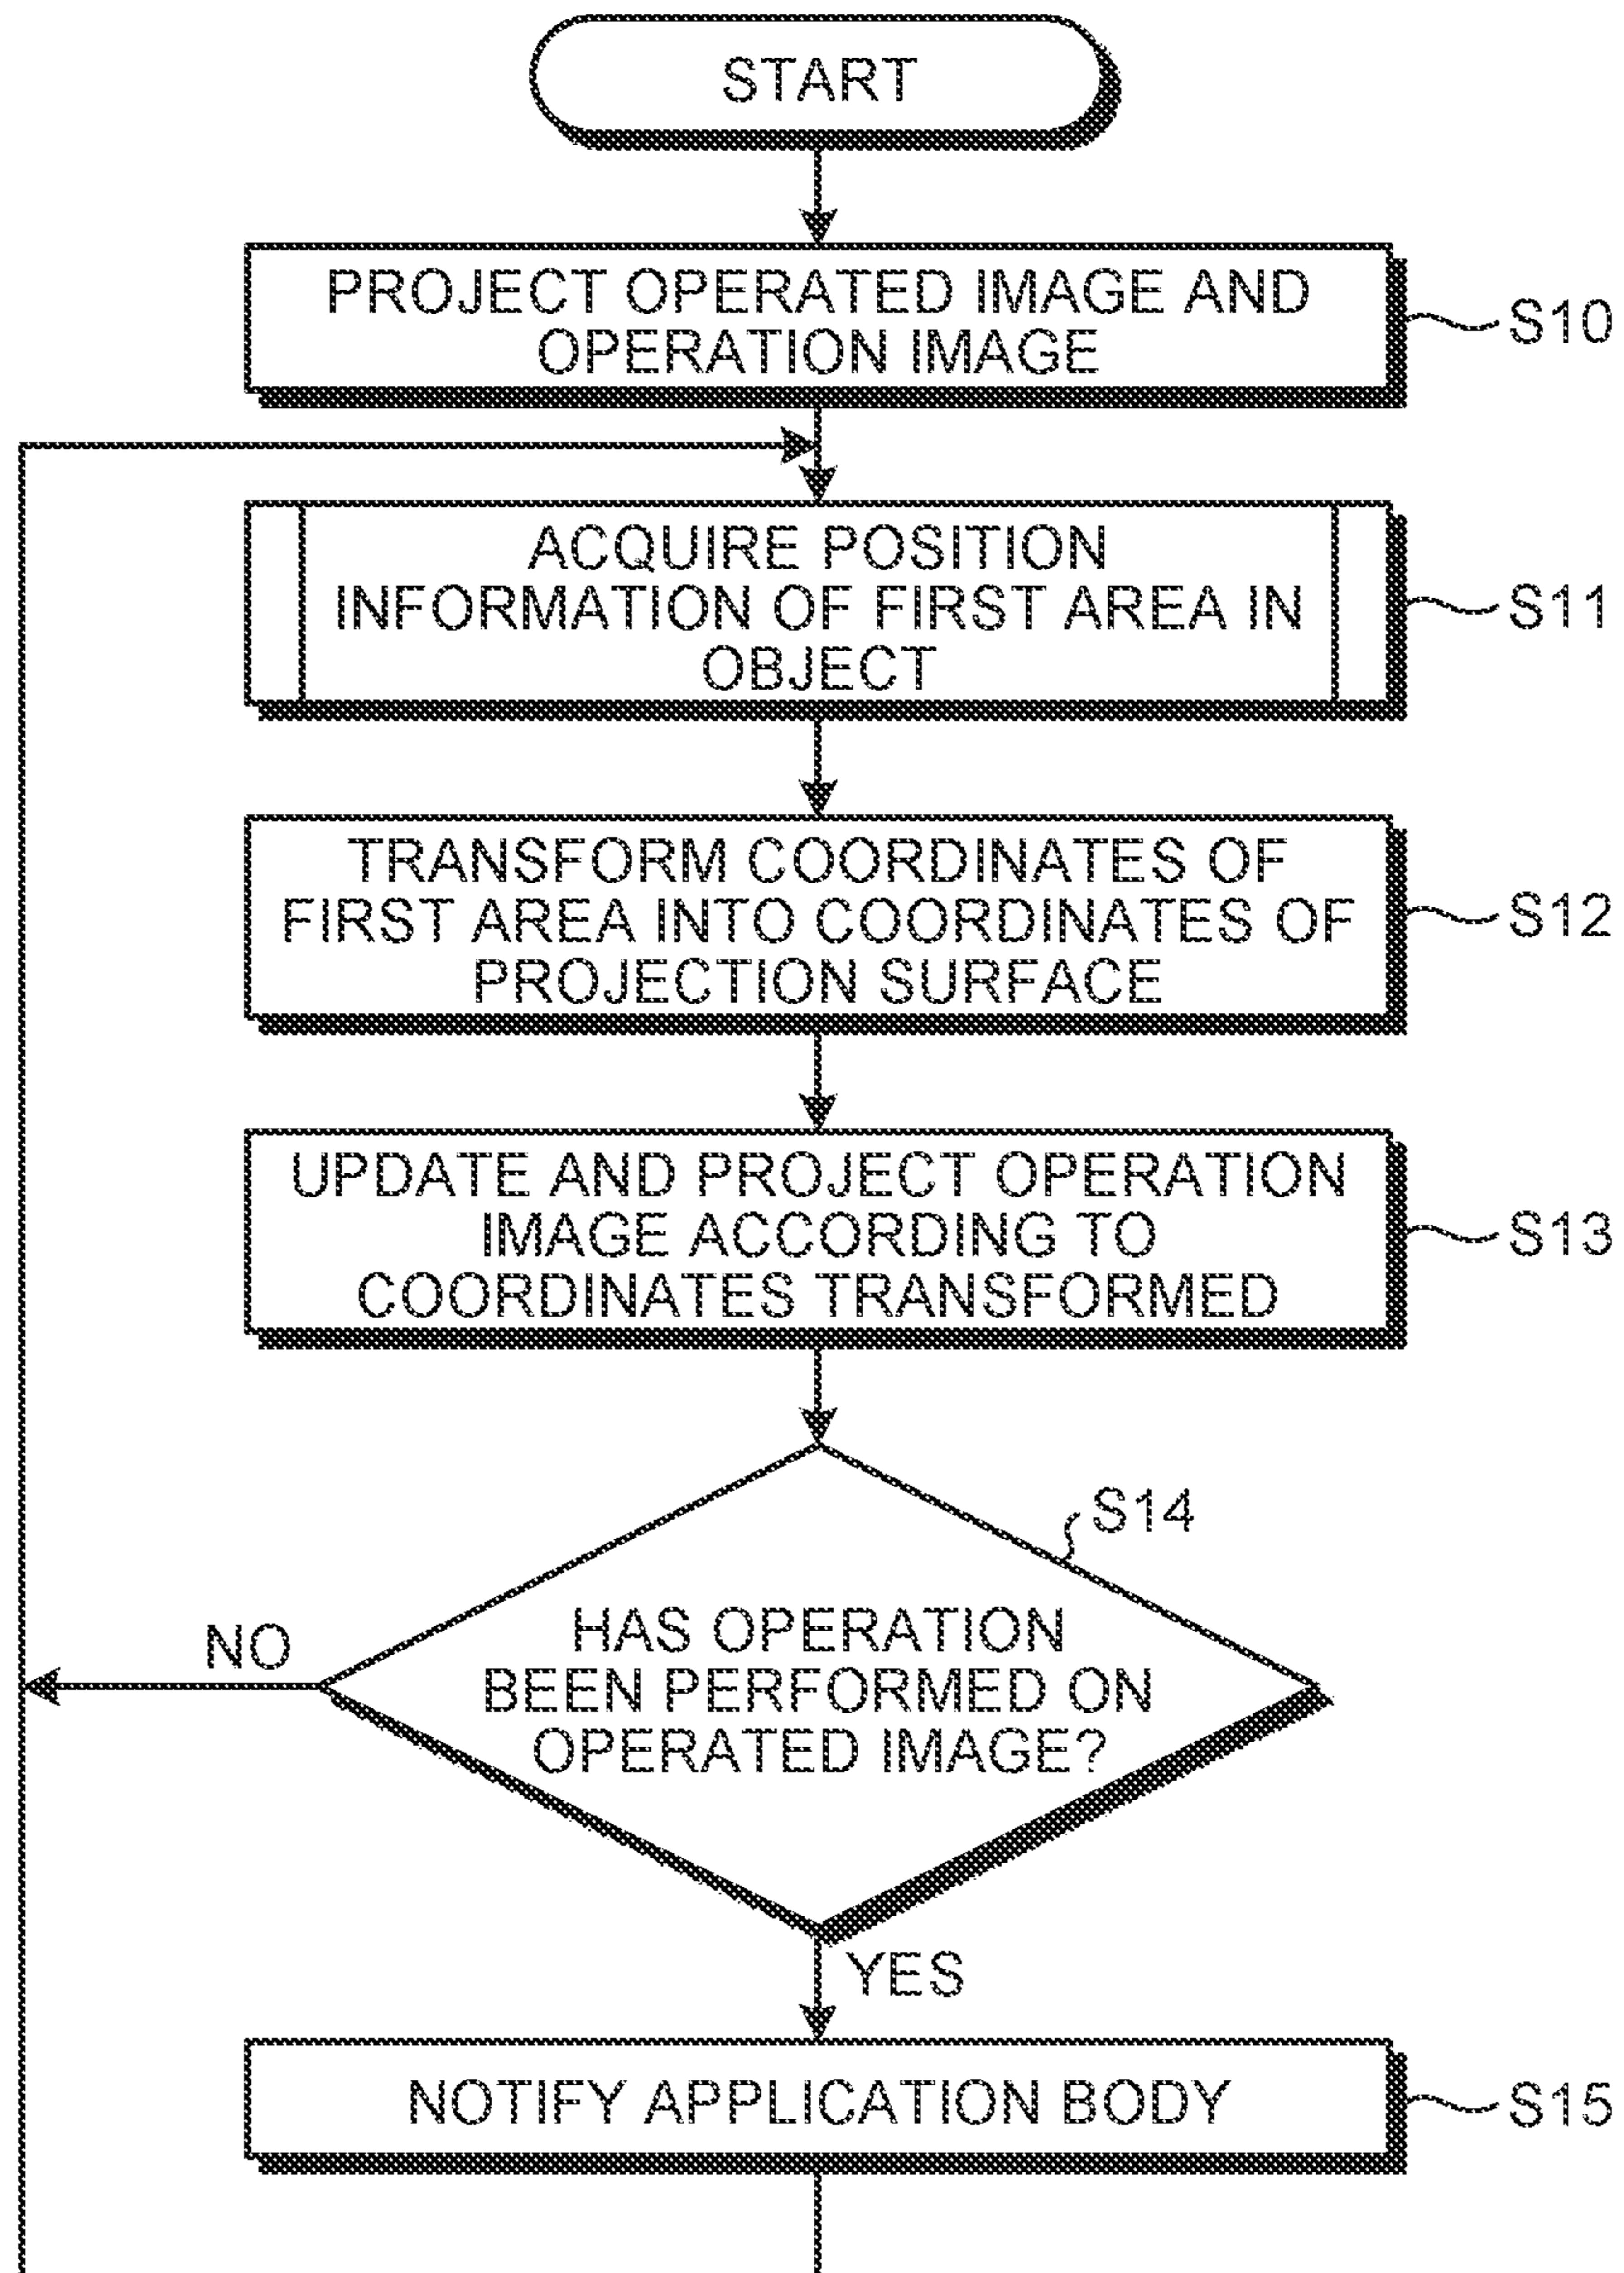 START
PROJECT OPERATED IMAGE AND
OPERATION IMAGE
S10
ACQUIRE POSITION
INFORMATION OF FIRST AREA IN
OBJECT
S11
TRANSFORM COORDINATES OF
FIRST AREA INTO COORDINATES OF
PROJECTION SURFACE
S12
UPDATE AND PROJECT OPERATION
IMAGE ACCORDING TO
COORDINATES TRANSFORMED
S13
S14
HAS OPERATION
BEEN PERFORMED ON
OPERATED IMAGE?
NO
YES
NOTIFY APPLICATION BODY
S15